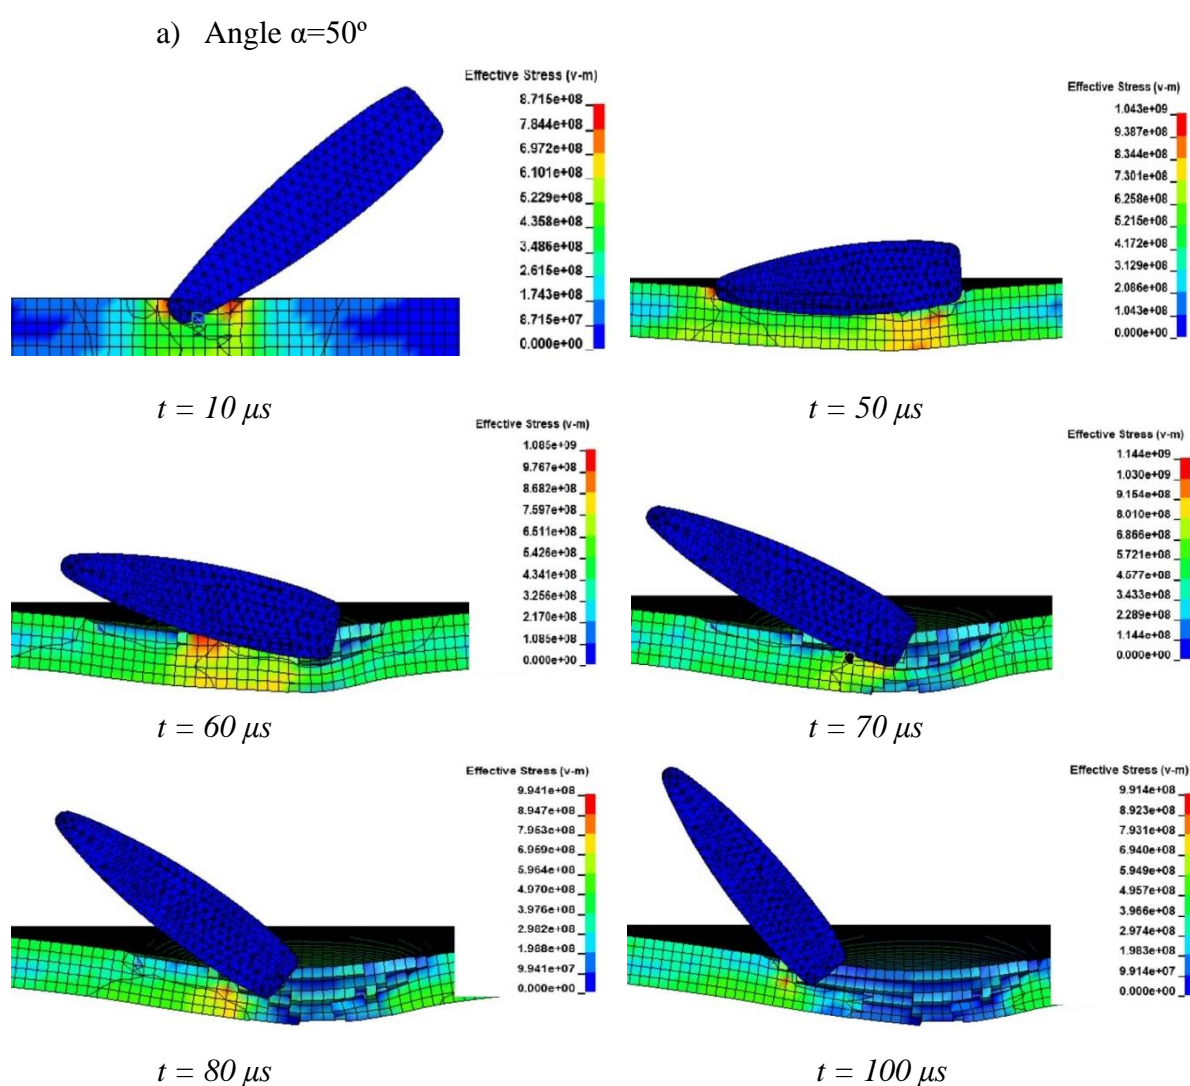 a) Angle α=50º
Effective Stress (v-m)
8.715e+08
7.844e+08
6.972e+08
6.101e+08
5.229e+08
4.358e+08
3.486e+08
2.615e+08
1.743e+08
8.715e+07
0.000e+00
t = 10 μs
Effective Stress (v-m)
1.043e+09
9.387e+08
8.344e+08
7.301e+08
6.258e+08
5.215e+08
4.172e+08
3.129e+08
2.086e+08
1.043e+08
0.000e+00
t = 50 μs
Effective Stress (v-m)
1.085e+09
9.767e+08
8.682e+08
7.597e+08
6.511e+08
5.426e+08
4.341e+08
3.256e+08
2.170e+08
1.085e+08
0.000e+00
t = 60 μs
Effective Stress (v-m)
1.144e+09
1.030e+09
9.154e+08
8.010e+08
6.866e+08
5.721e+08
4.577e+08
3.433e+08
2.289e+08
1.144e+08
0.000e+00
t = 70 μs
Effective Stress (v-m)
9.941e+08
8.947e+08
7.953e+08
6.959e+08
5.964e+08
4.970e+08
3.976e+08
2.982e+08
1.988e+08
9.941e+07
0.000e+00
t = 80 μs
Effective Stress (v-m)
9.914e+08
8.923e+08
7.931e+08
6.940e+08
5.949e+08
4.957e+08
3.966e+08
2.974e+08
1.983e+08
9.914e+07
0.000e+00
t = 100 μs